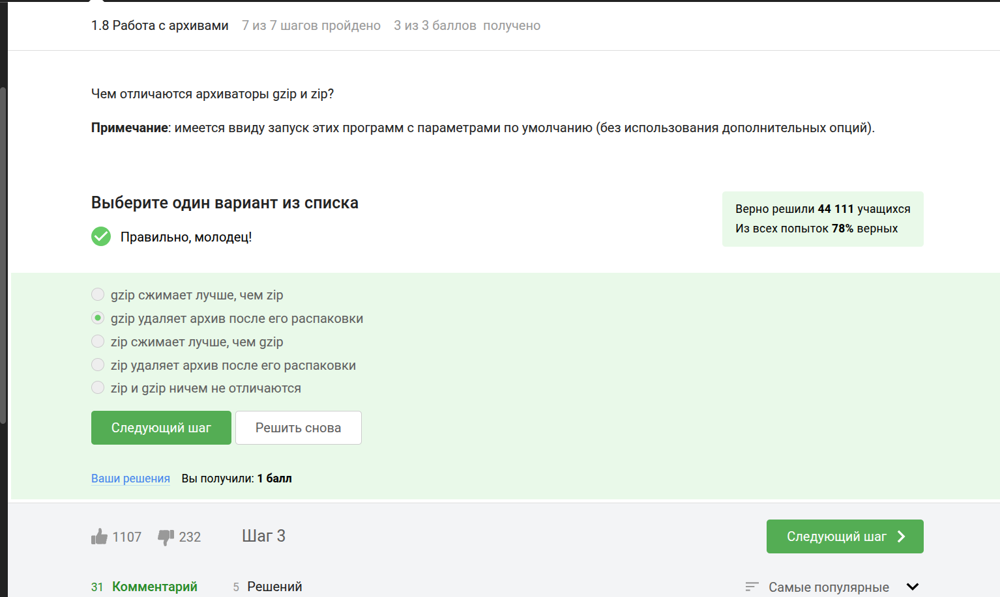 1.8 Работа с архивами 7 из 7 шагов пройдено 3 из 3 баллов получено
Чем отличаются архиваторы gzip и zip?
Примечание: имеется ввиду запуск этих программ с параметрами по умолчанию (без использования дополнительных опций).
Выберите один вариант из списка
Правильно, молодец!
Верно решили 44 111 учащихся
Из всех попыток 78% верных
gzip сжимает лучше, чем zip
gzip удаляет архив после его распаковки
zip сжимает лучше, чем gzip
zip удаляет архив после его распаковки
zip и gzip ничем не отличаются
Следующий шаг Решить снова
Ваши решения Вы получили: 1 балл
1107 232 Шаг 3 Следующий шаг
31 Комментарий 5 Решений Самые популярные